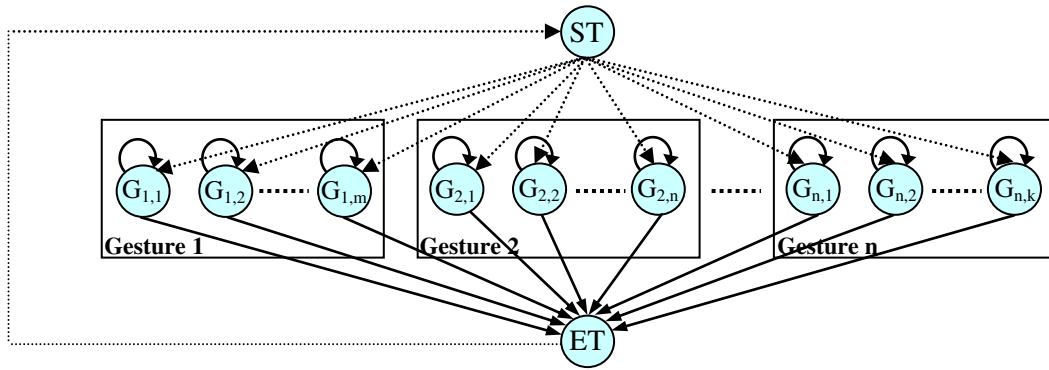 ST
G1,1 G1,2 G1,m G2,1 G2,2 G2,n Gn,1 Gn,2 Gn,k
Gesture 1 Gesture 2 Gesture n
ET